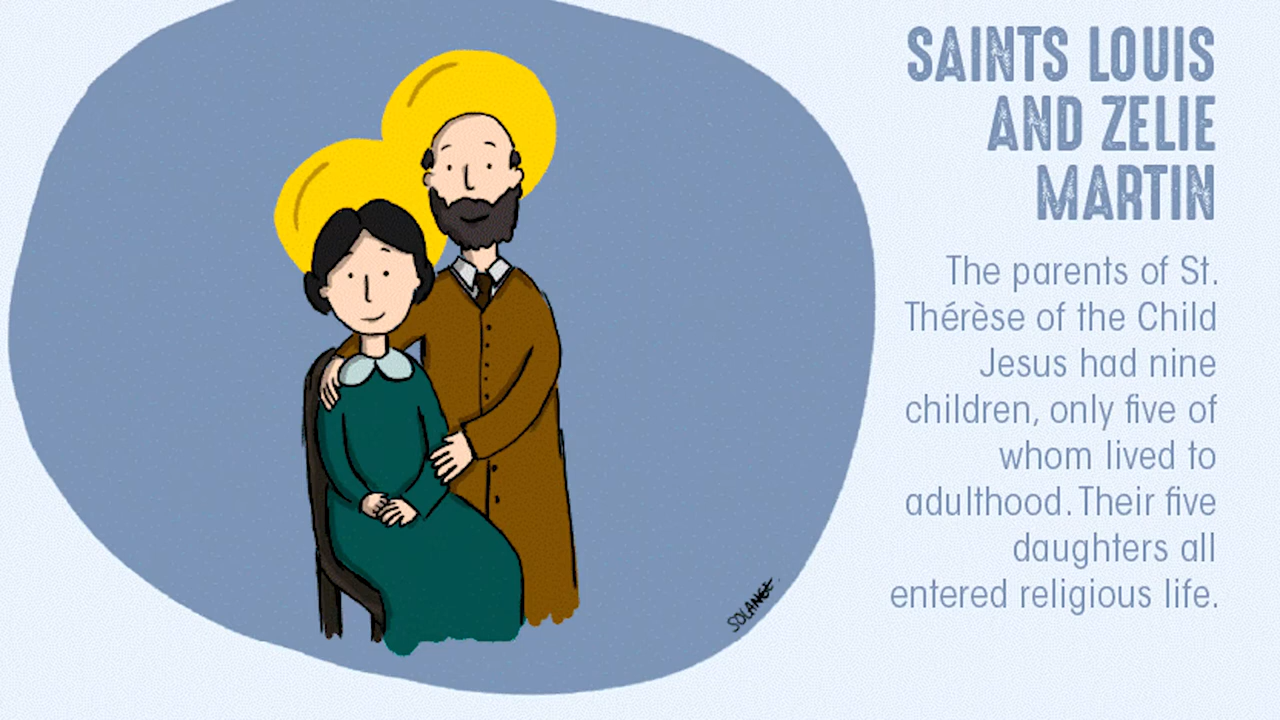 SAINTS LOUIS
AND ZELIE
MARTIN
The parents of St.
Thérèse of the Child
Jesus had nine
children, only five of
whom lived to
adulthood. Their five
daughters all
entered religious life.
SOLANGE